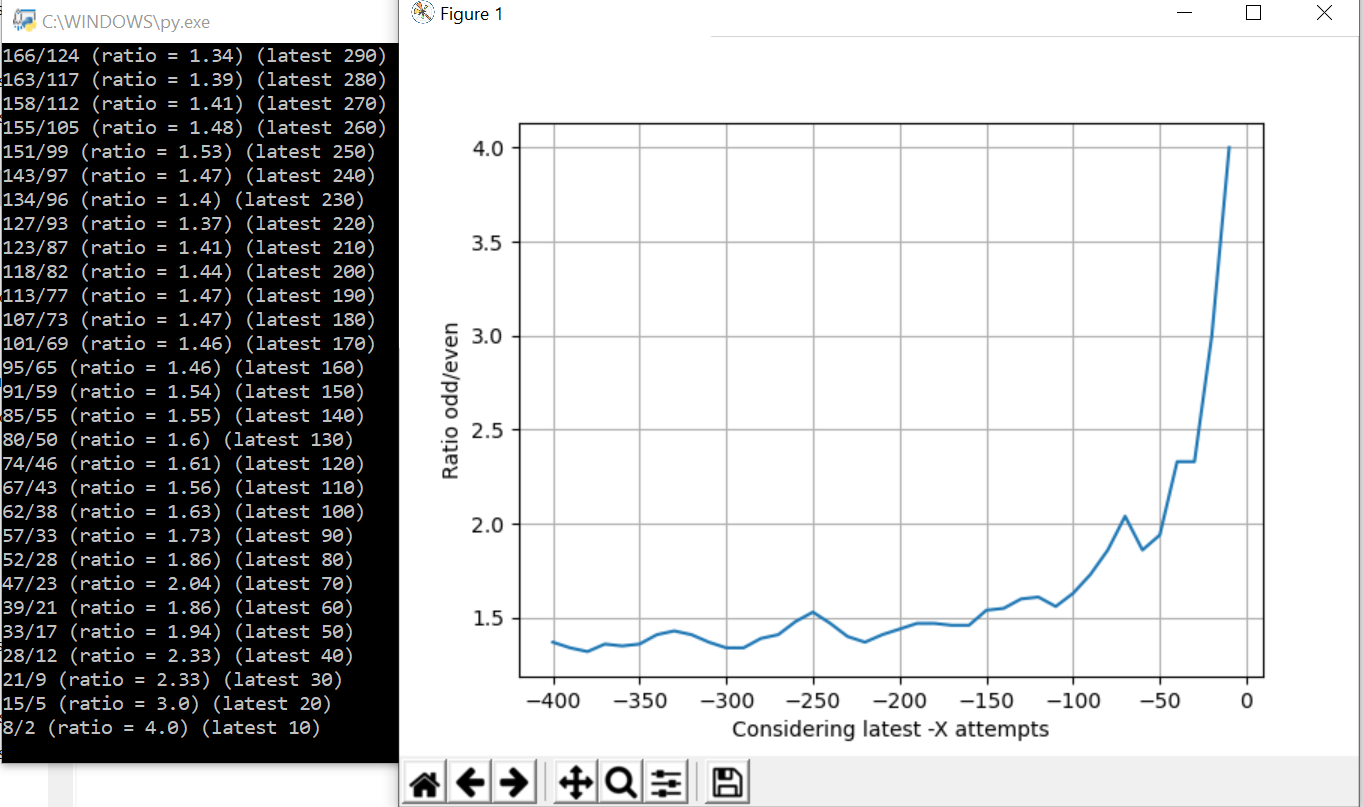 C:\WINDOWS\py.exe
166/124 (ratio = 1.34) (latest 290)
163/117 (ratio = 1.39) (latest 280)
158/112 (ratio = 1.41) (latest 270)
155/105 (ratio = 1.48) (latest 260)
151/99 (ratio = 1.53) (latest 250)
143/97 (ratio = 1.47) (latest 240)
134/96 (ratio = 1.4) (latest 230)
127/93 (ratio = 1.37) (latest 220)
123/87 (ratio = 1.41) (latest 210)
118/82 (ratio = 1.44) (latest 200)
113/77 (ratio = 1.47) (latest 190)
107/73 (ratio = 1.47) (latest 180)
101/69 (ratio = 1.46) (latest 170)
95/65 (ratio = 1.46) (latest 160)
91/59 (ratio = 1.54) (latest 150)
85/55 (ratio = 1.55) (latest 140)
80/50 (ratio = 1.6) (latest 130)
74/46 (ratio = 1.61) (latest 120)
67/43 (ratio = 1.56) (latest 110)
62/38 (ratio = 1.63) (latest 100)
57/33 (ratio = 1.73) (latest 90)
52/28 (ratio = 1.86) (latest 80)
47/23 (ratio = 2.04) (latest 70)
39/21 (ratio = 1.86) (latest 60)
33/17 (ratio = 1.94) (latest 50)
28/12 (ratio = 2.33) (latest 40)
21/9 (ratio = 2.33) (latest 30)
15/5 (ratio = 3.0) (latest 20)
8/2 (ratio = 4.0) (latest 10)
Figure 1
4.0
3.5
3.0
2.5
2.0
1.5
Ratio odd/even
−400 −350 −300 −250 −200 −150 −100 −50 0
Considering latest -X attempts